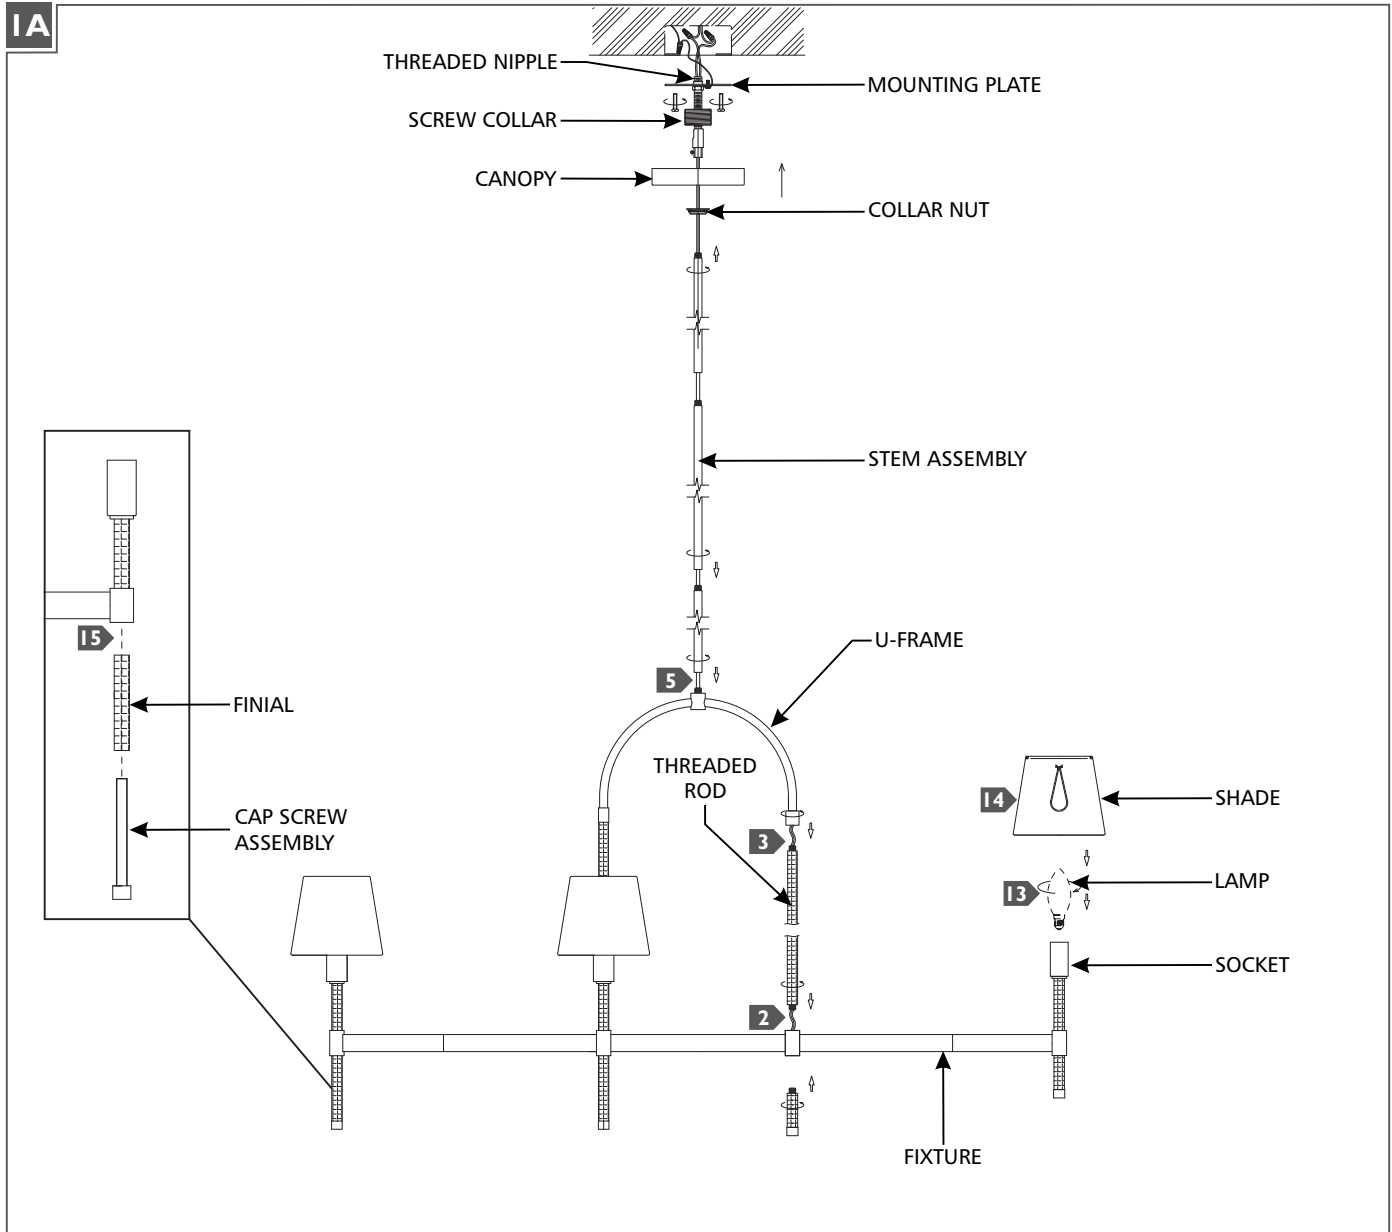 1A
THREADED NIPPLE
MOUNTING PLATE
SCREW COLLAR
CANOPY
COLLAR NUT
STEM ASSEMBLY
U-FRAME
15
5
FINIAL
THREADED
ROD
14
SHADE
CAP SCREW
ASSEMBLY
3
13
LAMP
SOCKET
2
FIXTURE